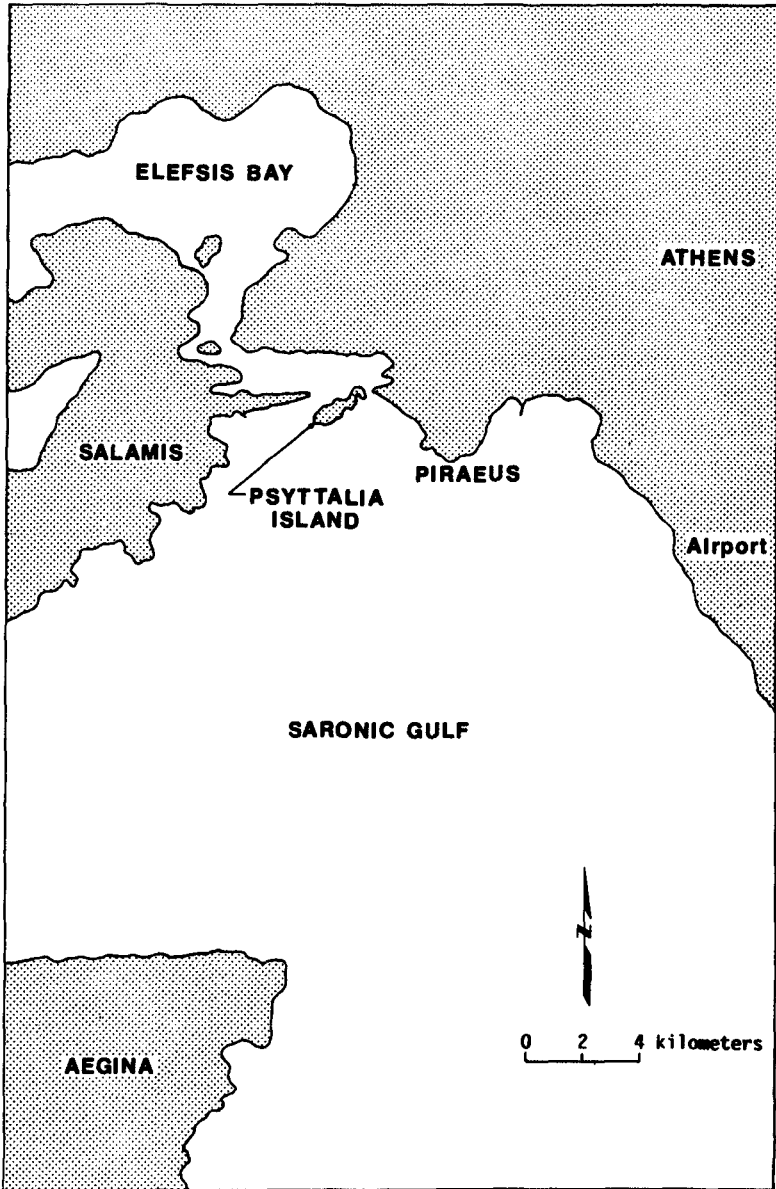 ELEFSIS BAY
ATHENS
SALAMIS
PIRAEUS
PSYTTALIA
ISLAND
Airport
SARONIC GULF
N
0 2 4 kilometers
AEGINA